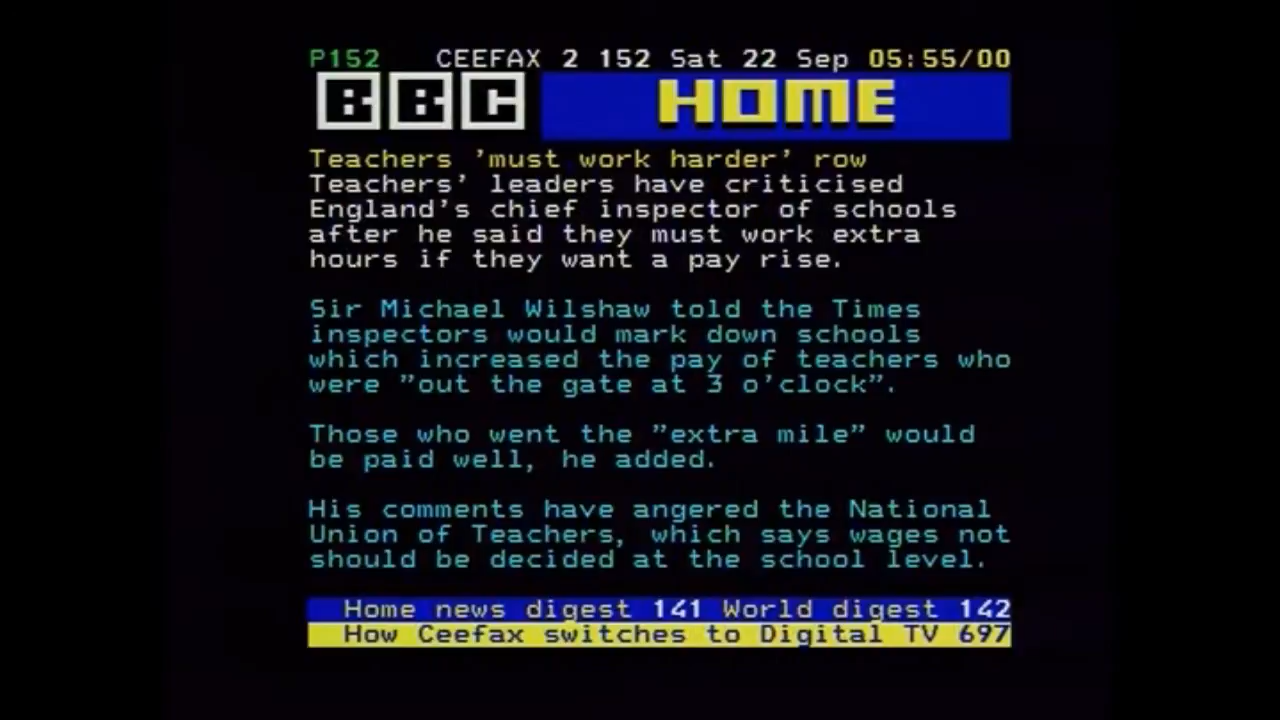 P152 CEEFAX 2 152 Sat 22 Sep 05:55/00
BBC HOME
Teachers 'must work harder' row
Teachers' leaders have criticised
England's chief inspector of schools
after he said they must work extra
hours if they want a pay rise.
Sir Michael Wilshaw told the Times
inspectors would mark down schools
which increased the pay of teachers who
were "out the gate at 3 o'clock".
Those who went the "extra mile" would
be paid well, he added.
His comments have angered the National
Union of Teachers, which says wages not
should be decided at the school level.
Home news digest 141 World digest 142
How Ceefax switches to Digital TV 697